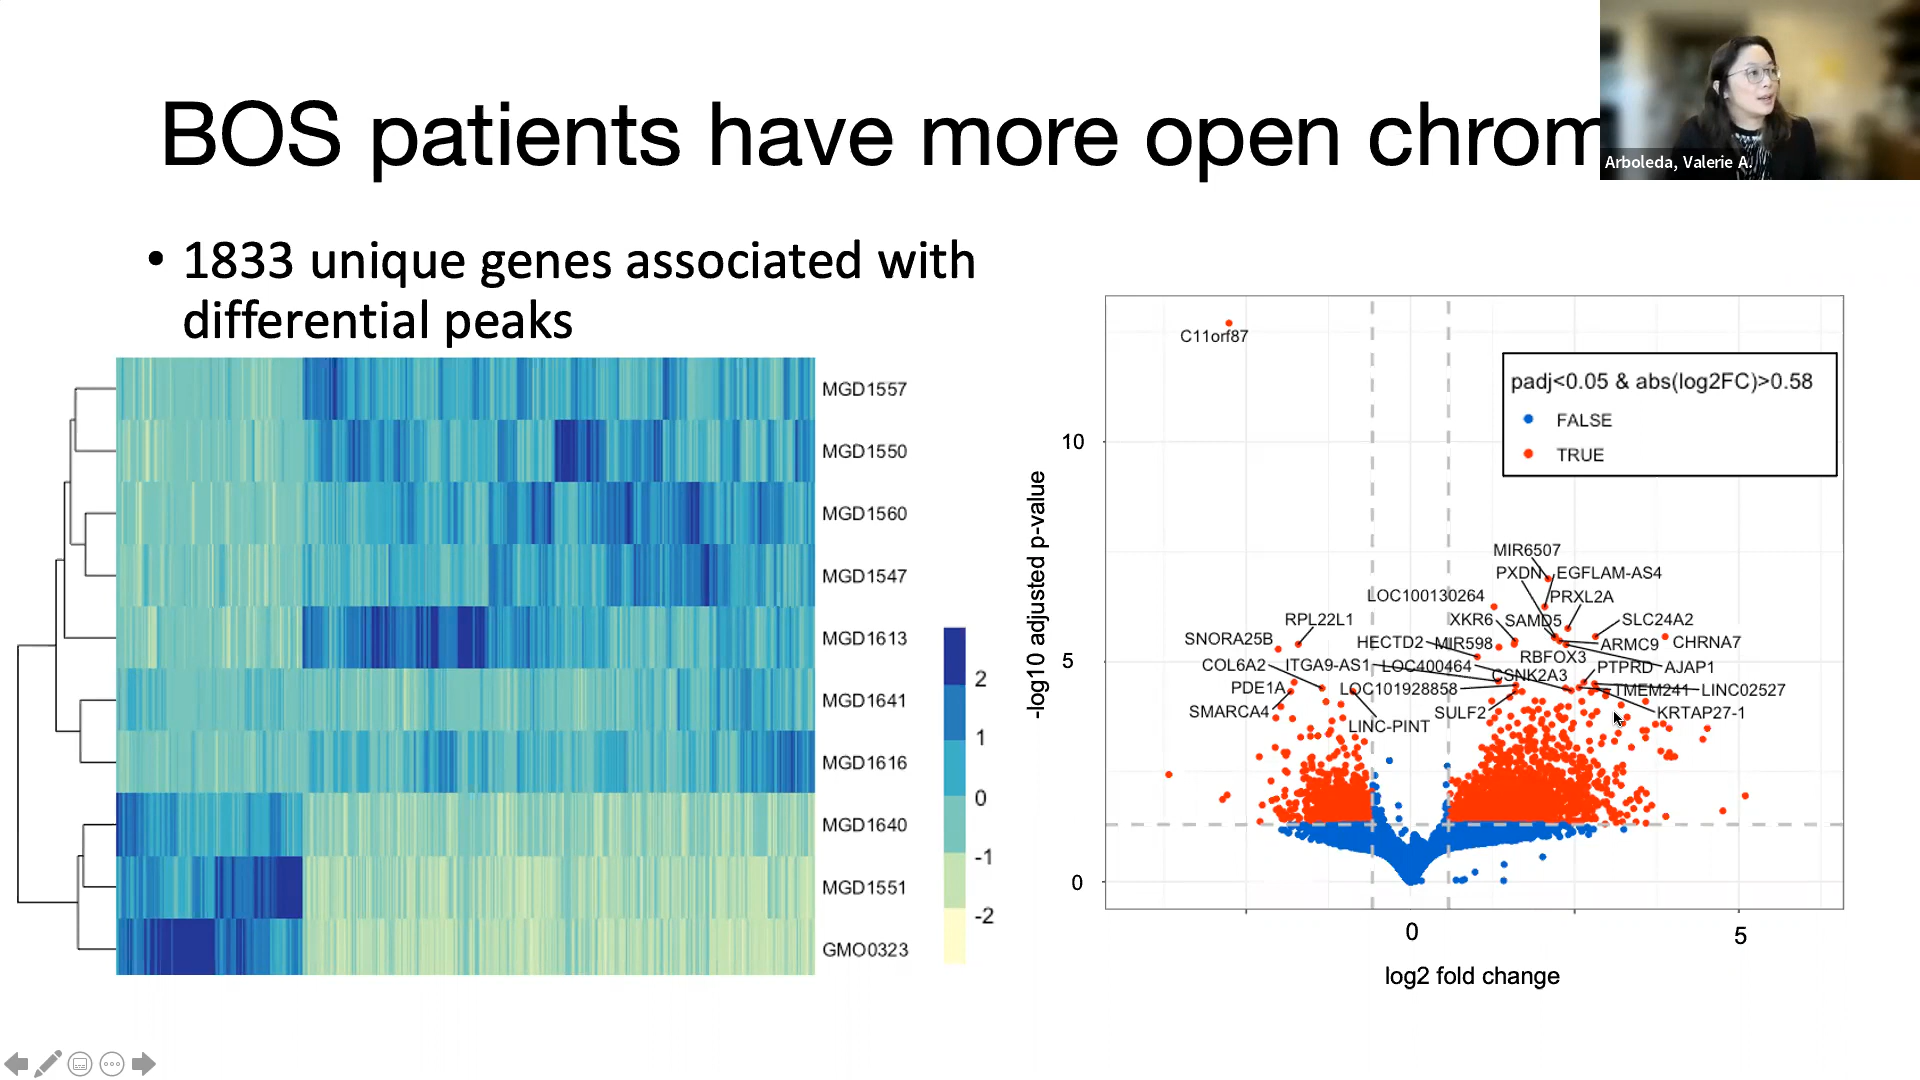 BOS patients have more open chrom
Arboleda, Valerie A.
• 1833 unique genes associated with
differential peaks
MGD1557
MGD1550
MGD1560
MGD1547
MGD1613
MGD1641
MGD1616
MGD1640
MGD1551
GMO0323
2
1
0
-1
-2
C11orf87
padj<0.05 & abs(log2FC)>0.58
FALSE
TRUE
10
5
0
-log10 adjusted p-value
MIR6507
PXDN
EGFLAM-AS4
LOC100130264
PRXL2A
RPL22L1
XKR6
SAMD5
SLC24A2
SNORA25B
HECTD2
MIR598
ARMC9
CHRNA7
RBFOX3
COL6A2
ITGA9-AS1
LOC400464
CSNK2A3
PTPRD
AJAP1
PDE1A
LOC101928858
TMEM241
LINC02527
SMARCA4
SULF2
KRTAP27-1
LINC-PINT
0
5
log2 fold change